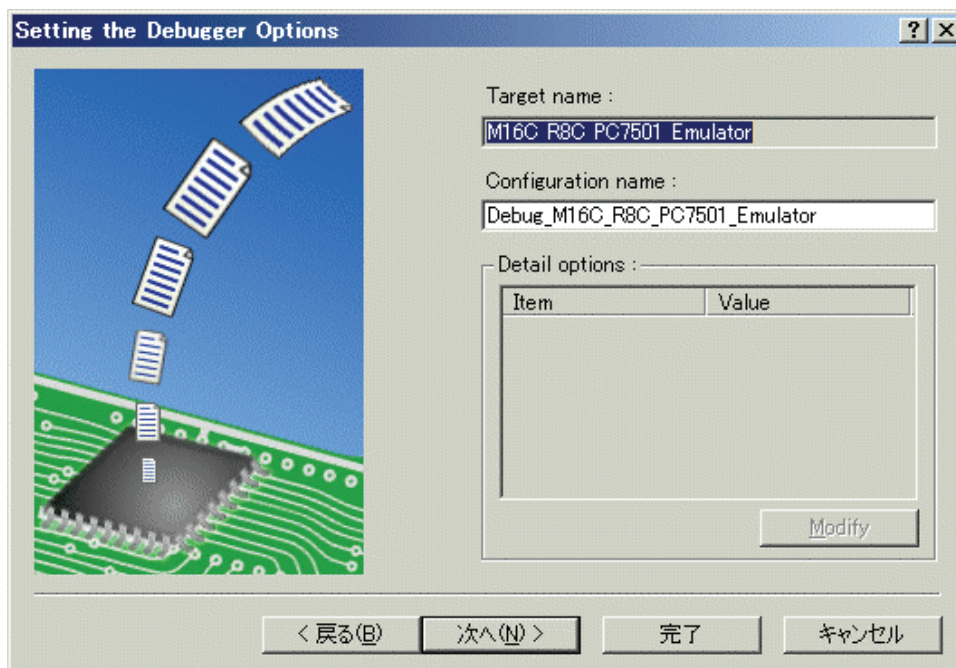 Setting the Debugger Options
Target name :
M16C R8C PC7501 Emulator
Configuration name :
Debug_M16C_R8C_PC7501_Emulator
Detail options :
Item Value
Modify
< 戻る(B) 次へ(N) > 完了 キャンセル